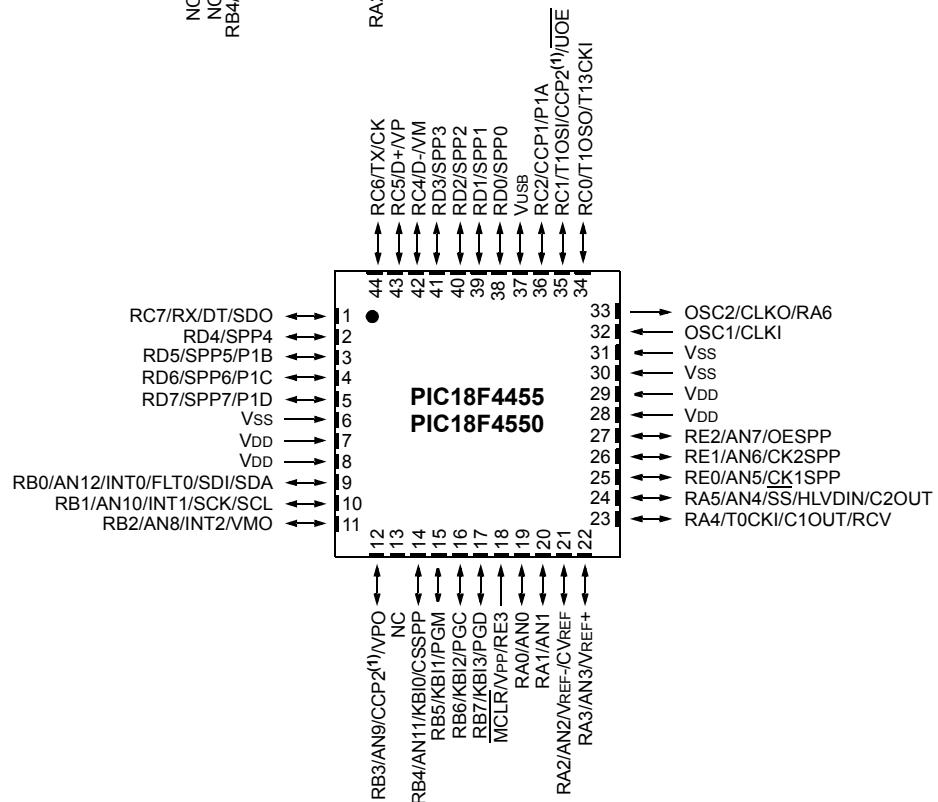 NC
NC
RB4/
RA2
RC6/TX/CK
RC5/D+/VP
RC4/D-/VM
RD3/SPP3
RD2/SPP2
RD1/SPP1
RD0/SPP0
VUSB
RC2/CCP1/P1A
RC1/T1OSI/CCP2(1)/UOE
RC0/T1OSO/T13CKI
44
43
42
41
40
39
38
37
36
35
34
RC7/RX/DT/SDO 1
RD4/SPP4 2
RD5/SPP5/P1B 3
RD6/SPP6/P1C 4
RD7/SPP7/P1D 5
VSS 6
VDD 7
VDD 8
RB0/AN12/INT0/FLT0/SDI/SDA 9
RB1/AN10/INT1/SCK/SCL 10
RB2/AN8/INT2/VMO 11
PIC18F4455
PIC18F4550
33 OSC2/CLKO/RA6
32 OSC1/CLKI
31 VSS
30 VSS
29 VDD
28 VDD
27 RE2/AN7/OESPP
26 RE1/AN6/CK2SPP
25 RE0/AN5/CK1SPP
24 RA5/AN4/SS/HLVDIN/C2OUT
23 RA4/T0CKI/C1OUT/RCV
12
13
14
15
16
17
18
19
20
21
22
RB3/AN9/CCP2(1)/VPO
NC
RB4/AN11/KBI0/CSSPP
RB5/KBI1/PGM
RB6/KBI2/PGC
RB7/KBI3/PGD
MCLR/VPP/RE3
RA0/AN0
RA1/AN1
RA2/AN2/VREF-/CVREF
RA3/AN3/VREF+